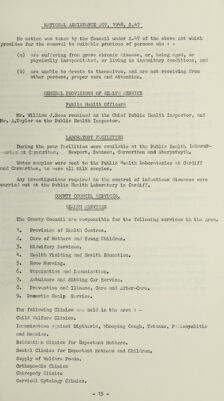 NATIONAL ASSISTANCE ACT, 1948, S.47
No action was taken by the Council under S.47 of the above Act which
provides for the removal to suitable premises of persons who : -
(a) are suffering from grave chronic disease, or, being aged, or
physically incapacitated, or living in insanitary conditions, and
(b) are unable to devote to themselves, and are not receiving from
other persons, proper care and attention.
GENERAL PROVISIONS OF HEALTH SERVICE
Public Health Officers
Mr. William J. is the Chief Public Health Inspector, and
Mr. Taylor as the Public Health Inspector.
LABORATORY FACILITIES
During the year facilities were available at the Public Health
at Carmarthen, Newport, Swansea, and Aberystwyth.
Water samples were sent to the Public Health Laboratories at Cardiff
and Carmarthen, as were all Milk samples.
Any investigations required in the control of infectious diseases were
carried out at the Public Health Laboratory in Cardiff.
COUNTY COUNCIL SERVICES.
HEALTH SERVICES
The County Council are responsible for the following services in the Area.
1. Provision of Health Centres.
2. Care of Mothers and Young Children.
3. Midwifery Services.
4. Health Visiting and Health Education.
5. Home Nursing.
6. Vaccination and Immunisation.
7. Ambulance and Sitting Car Service.
8. Prevention and Illness, Care and After-Care.
9. Domestic Help Service.
The following Clinics are held in the Area : -
Child Welfare Clinics.
Immunisation against Diphtheria, Whooping Cough, Tetanus, Poliomyelitis
and Measles.
Relaxation Clinics for Expectant Mothers.
Dental Clinics for Expectant Mothers and Children.
Supply of Welfare Foods.
Orthopaedic Clinics
Chiropody Clinics
Cervical Cytology Clinics.
- 15 -